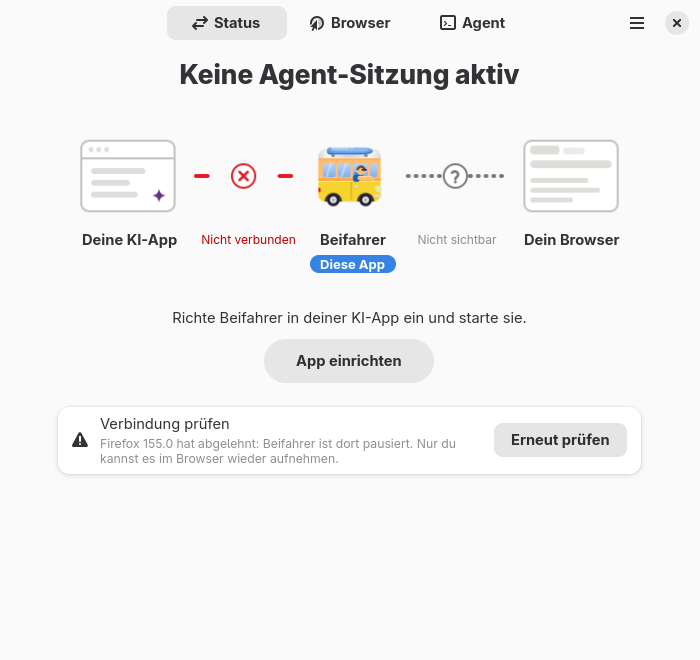 Status
Browser
Agent
Keine Agent-Sitzung aktiv
Deine KI-App
Nicht verbunden
Beifahrer
Nicht sichtbar
Dein Browser
Diese App
Richte Beifahrer in deiner KI-App ein und starte sie.
App einrichten
Verbindung prüfen
Firefox 155.0 hat abgelehnt: Beifahrer ist dort pausiert. Nur du
kannst es im Browser wieder aufnehmen.
Erneut prüfen